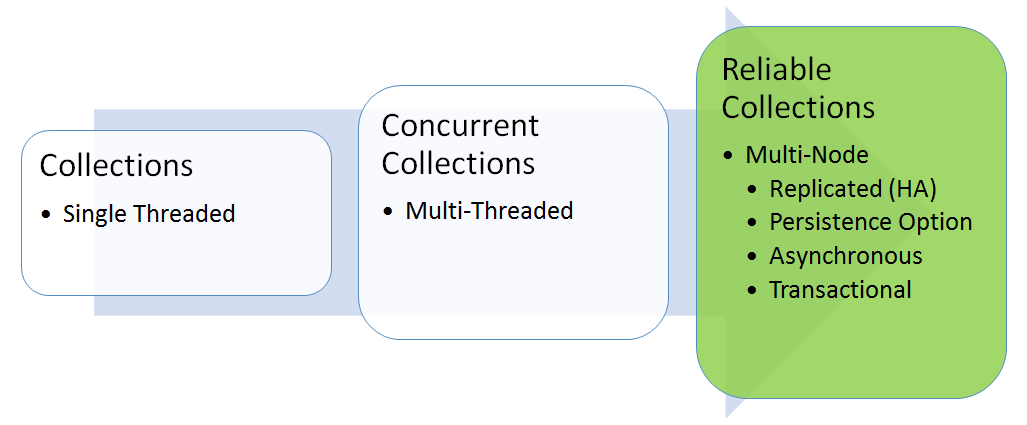 Collections
• Single Threaded
Concurrent
Collections
• Multi-Threaded
Reliable
Collections
• Multi-Node
• Replicated (HA)
• Persistence Option
• Asynchronous
• Transactional